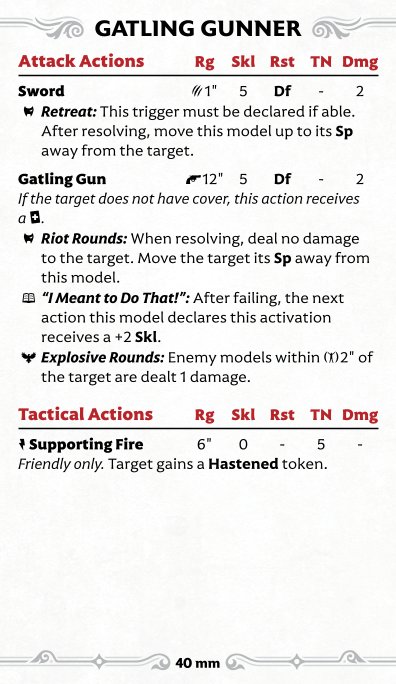 GATLING GUNNER
Attack Actions Rg Skl Rst TN Dmg
Sword 1" 5 Df - 2
Retreat: This trigger must be declared if able.
After resolving, move this model up to its Sp
away from the target.
Gatling Gun 12" 5 Df - 2
If the target does not have cover, this action receives
a .
Riot Rounds: When resolving, deal no damage
to the target. Move the target its Sp away from
this model.
“I Meant to Do That!”: After failing, the next
action this model declares this activation
receives a +2 Skl.
Explosive Rounds: Enemy models within 2" of
the target are dealt 1 damage.
Tactical Actions Rg Skl Rst TN Dmg
Supporting Fire 6" 0 - 5 -
Friendly only. Target gains a Hastened token.
40 mm